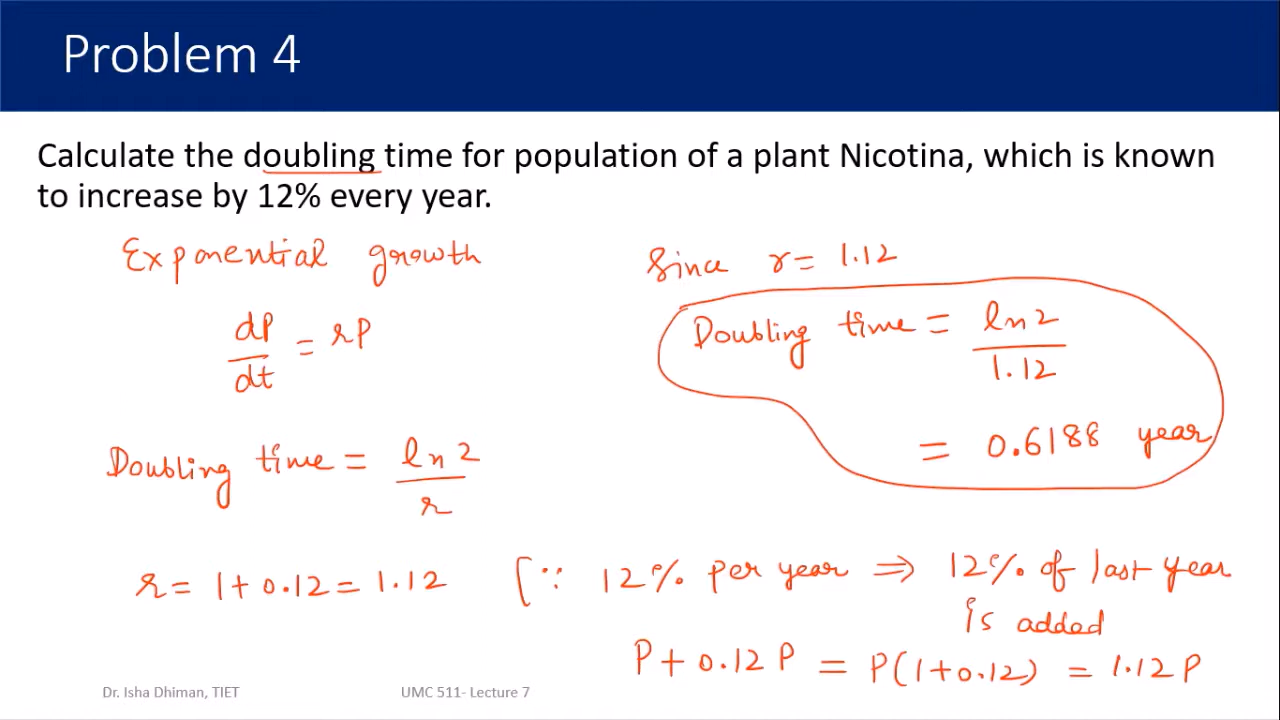 Problem 4
Calculate the doubling time for population of a plant Nicotina, which is known
to increase by 12% every year.
Exponential growth
dP/dt = rP
Doubling time = ln 2/r
r = 1 + 0.12 = 1.12 [∵ 12% per year ⇒ 12% of last year
is added
P + 0.12 P = P(1+0.12) = 1.12 P
Since r = 1.12
Doubling time = ln 2/1.12
= 0.6188 year
Dr. Isha Dhiman, TIET
UMC 511- Lecture 7